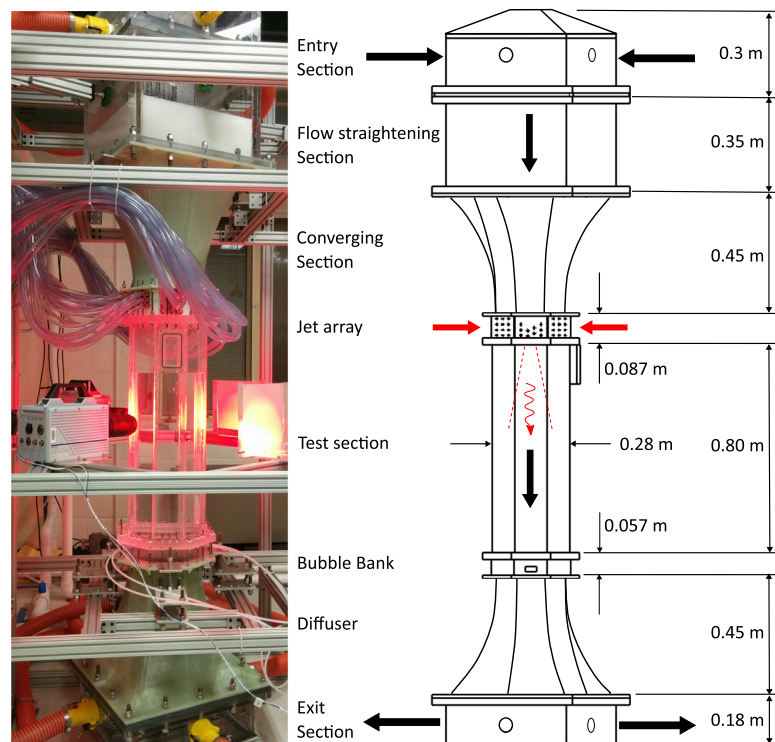 Entry
Section
0.3 m
Flow straightening
Section
0.35 m
Converging
Section
0.45 m
Jet array
0.087 m
Test section
0.28 m
0.80 m
0.057 m
Bubble Bank
Diffuser
0.45 m
Exit
Section
0.18 m